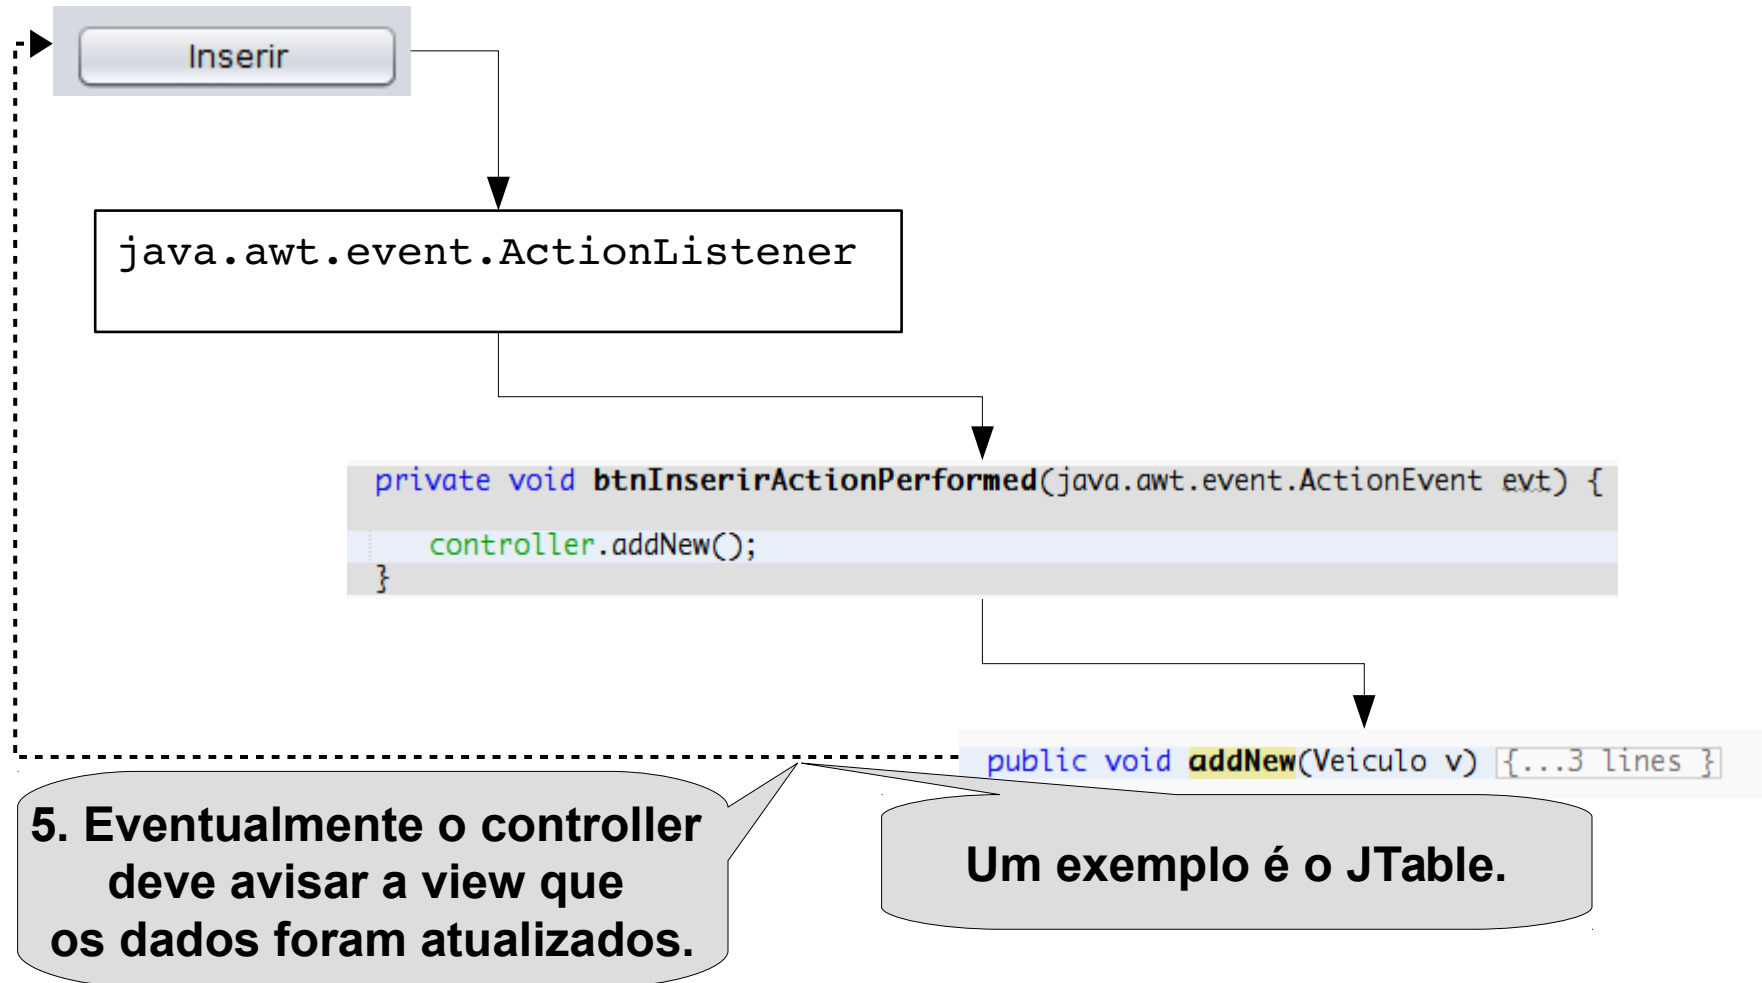 Inserir
java.awt.event.ActionListener
private void btnInserirActionPerformed(java.awt.event.ActionEvent evt) {
controller.addNew();
}
public void addNew(Veiculo v) {...3 lines }
5. Eventualmente o controller
deve avisar a view que
os dados foram atualizados.
Um exemplo é o JTable.